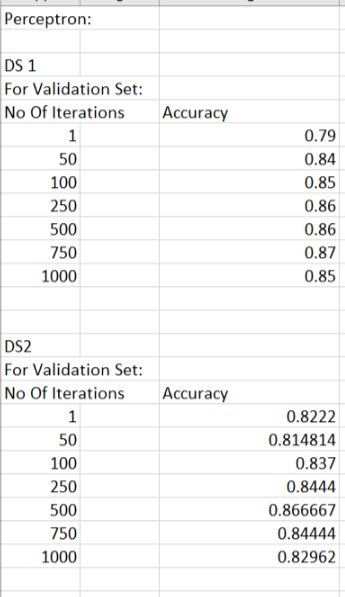 Perceptron:
DS 1
For Validation Set:
No Of Iterations Accuracy
1 0.79
50 0.84
100 0.85
250 0.86
500 0.86
750 0.87
1000 0.85
DS2
For Validation Set:
No Of Iterations Accuracy
1 0.8222
50 0.814814
100 0.837
250 0.8444
500 0.866667
750 0.84444
1000 0.82962